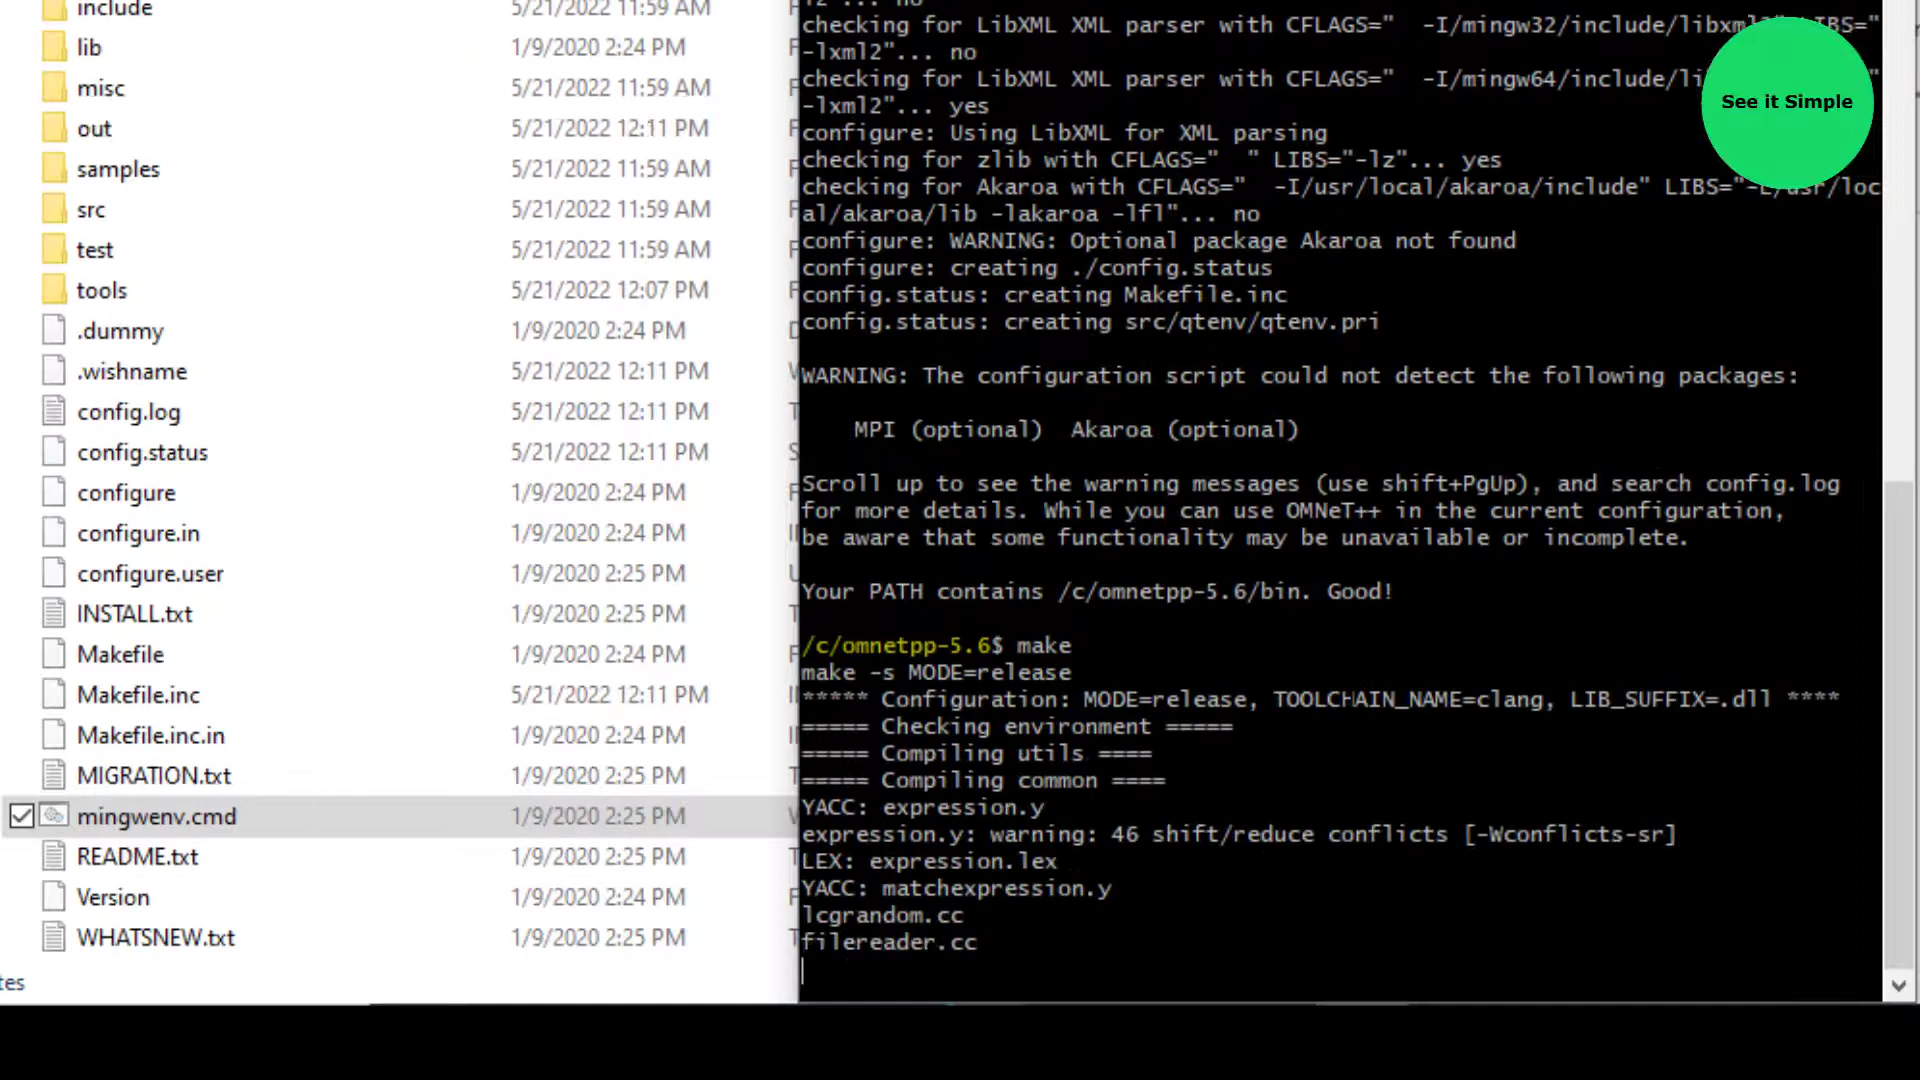 include 5/21/2022 11:59 AM
lib 1/9/2020 2:24 PM
misc 5/21/2022 11:59 AM
out 5/21/2022 12:11 PM
samples 5/21/2022 11:59 AM
src 5/21/2022 11:59 AM
test 5/21/2022 11:59 AM
tools 5/21/2022 12:07 PM
.dummy 1/9/2020 2:24 PM
.wishname 5/21/2022 12:11 PM
config.log 5/21/2022 12:11 PM
config.status 5/21/2022 12:11 PM
configure 1/9/2020 2:24 PM
configure.in 1/9/2020 2:24 PM
configure.user 1/9/2020 2:25 PM
INSTALL.txt 1/9/2020 2:25 PM
Makefile 1/9/2020 2:24 PM
Makefile.inc 5/21/2022 12:11 PM
Makefile.inc.in 1/9/2020 2:24 PM
MIGRATION.txt 1/9/2020 2:25 PM
mingwenv.cmd 1/9/2020 2:25 PM
README.txt 1/9/2020 2:25 PM
Version 1/9/2020 2:24 PM
WHATSNEW.txt 1/9/2020 2:25 PM
tes
checking for LibXML XML parser with CFLAGS="  -I/mingw32/include/libxml2" LIBS="
-lxml2"... no
checking for LibXML XML parser with CFLAGS="  -I/mingw64/include/li
-lxml2"... yes
configure: Using LibXML for XML parsing
checking for zlib with CFLAGS="  " LIBS="-lz"... yes
checking for Akaroa with CFLAGS="  -I/usr/local/akaroa/include" LIBS="-L/usr/loc
al/akaroa/lib -lakaroa -lfl"... no
configure: WARNING: Optional package Akaroa not found
configure: creating ./config.status
config.status: creating Makefile.inc
config.status: creating src/qtenv/qtenv.pri
WARNING: The configuration script could not detect the following packages:
MPI (optional)  Akaroa (optional)
Scroll up to see the warning messages (use shift+PgUp), and search config.log
for more details. While you can use OMNeT++ in the current configuration,
be aware that some functionality may be unavailable or incomplete.
Your PATH contains /c/omnetpp-5.6/bin. Good!
/c/omnetpp-5.6$ make
make -s MODE=release
***** Configuration: MODE=release, TOOLCHAIN_NAME=clang, LIB_SUFFIX=.dll ****
===== Checking environment =====
===== Compiling utils ====
===== Compiling common ====
YACC: expression.y
expression.y: warning: 46 shift/reduce conflicts [-Wconflicts-sr]
LEX: expression.lex
YACC: matchexpression.y
lcgrandom.cc
filereader.cc
See it Simple